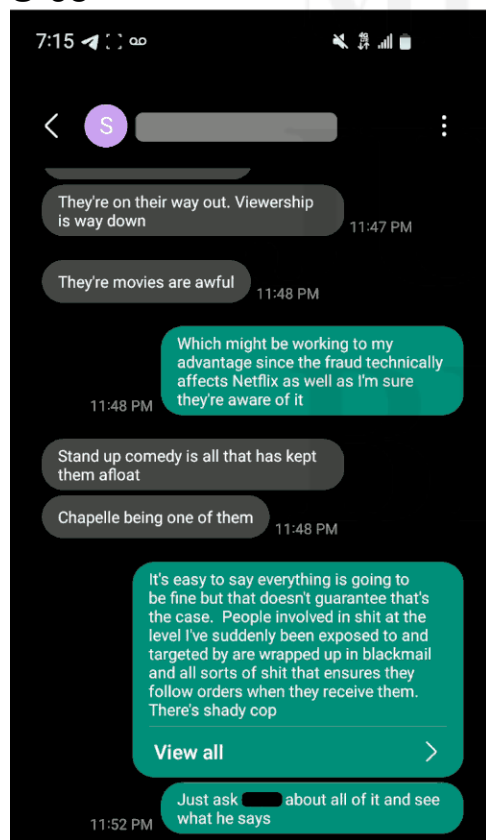 7:15
S
They're on their way out. Viewership
is way down
11:47 PM
They're movies are awful
11:48 PM
Which might be working to my
advantage since the fraud technically
affects Netflix as well as I'm sure
they're aware of it
11:48 PM
Stand up comedy is all that has kept
them afloat
Chapelle being one of them
11:48 PM
It's easy to say everything is going to
be fine but that doesn't guarantee that's
the case.  People involved in shit at the
level I've suddenly been exposed to and
targeted by are wrapped up in blackmail
and all sorts of shit that ensures they
follow orders when they receive them.
There's shady cop
View all
Just ask about all of it and see
what he says
11:52 PM